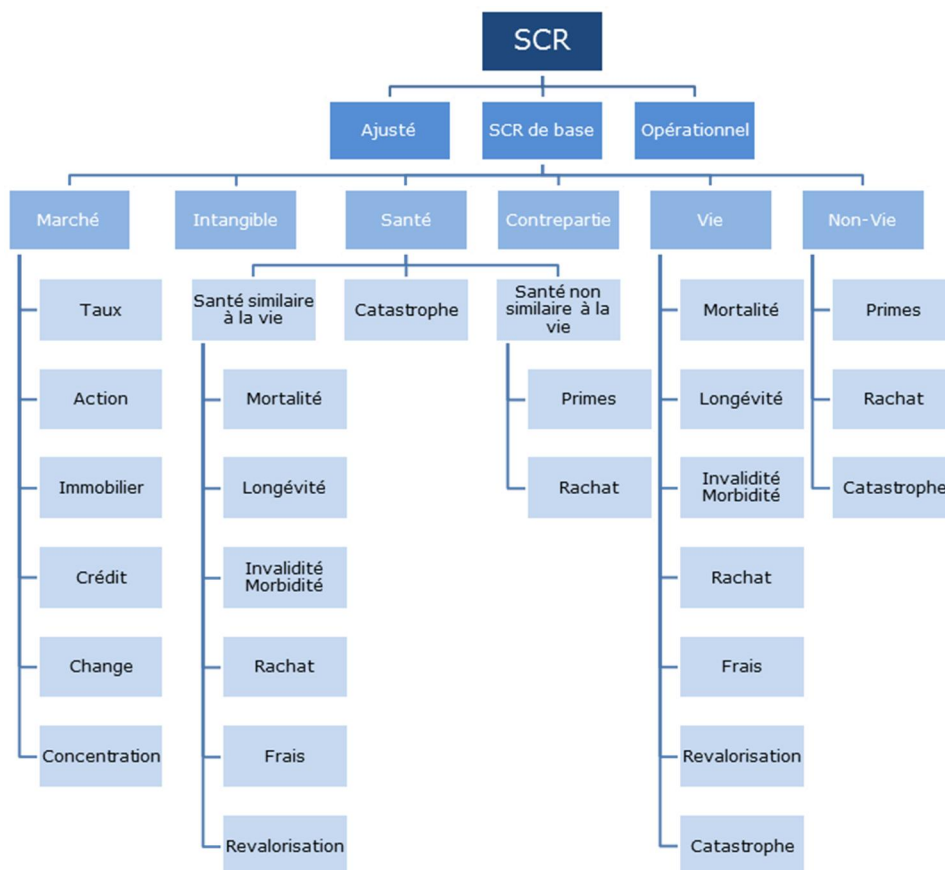 SCR
Ajusté
SCR de base
Opérationnel
Marché
Intangible
Santé
Contrepartie
Vie
Non-Vie
Taux
Action
Immobilier
Crédit
Change
Concentration
Santé similaire
à la vie
Mortalité
Longévité
Invalidité
Morbidité
Rachat
Frais
Revalorisation
Catastrophe
Santé non
similaire à la
vie
Primes
Rachat
Mortalité
Longévité
Invalidité
Morbidité
Rachat
Frais
Revalorisation
Catastrophe
Primes
Rachat
Catastrophe